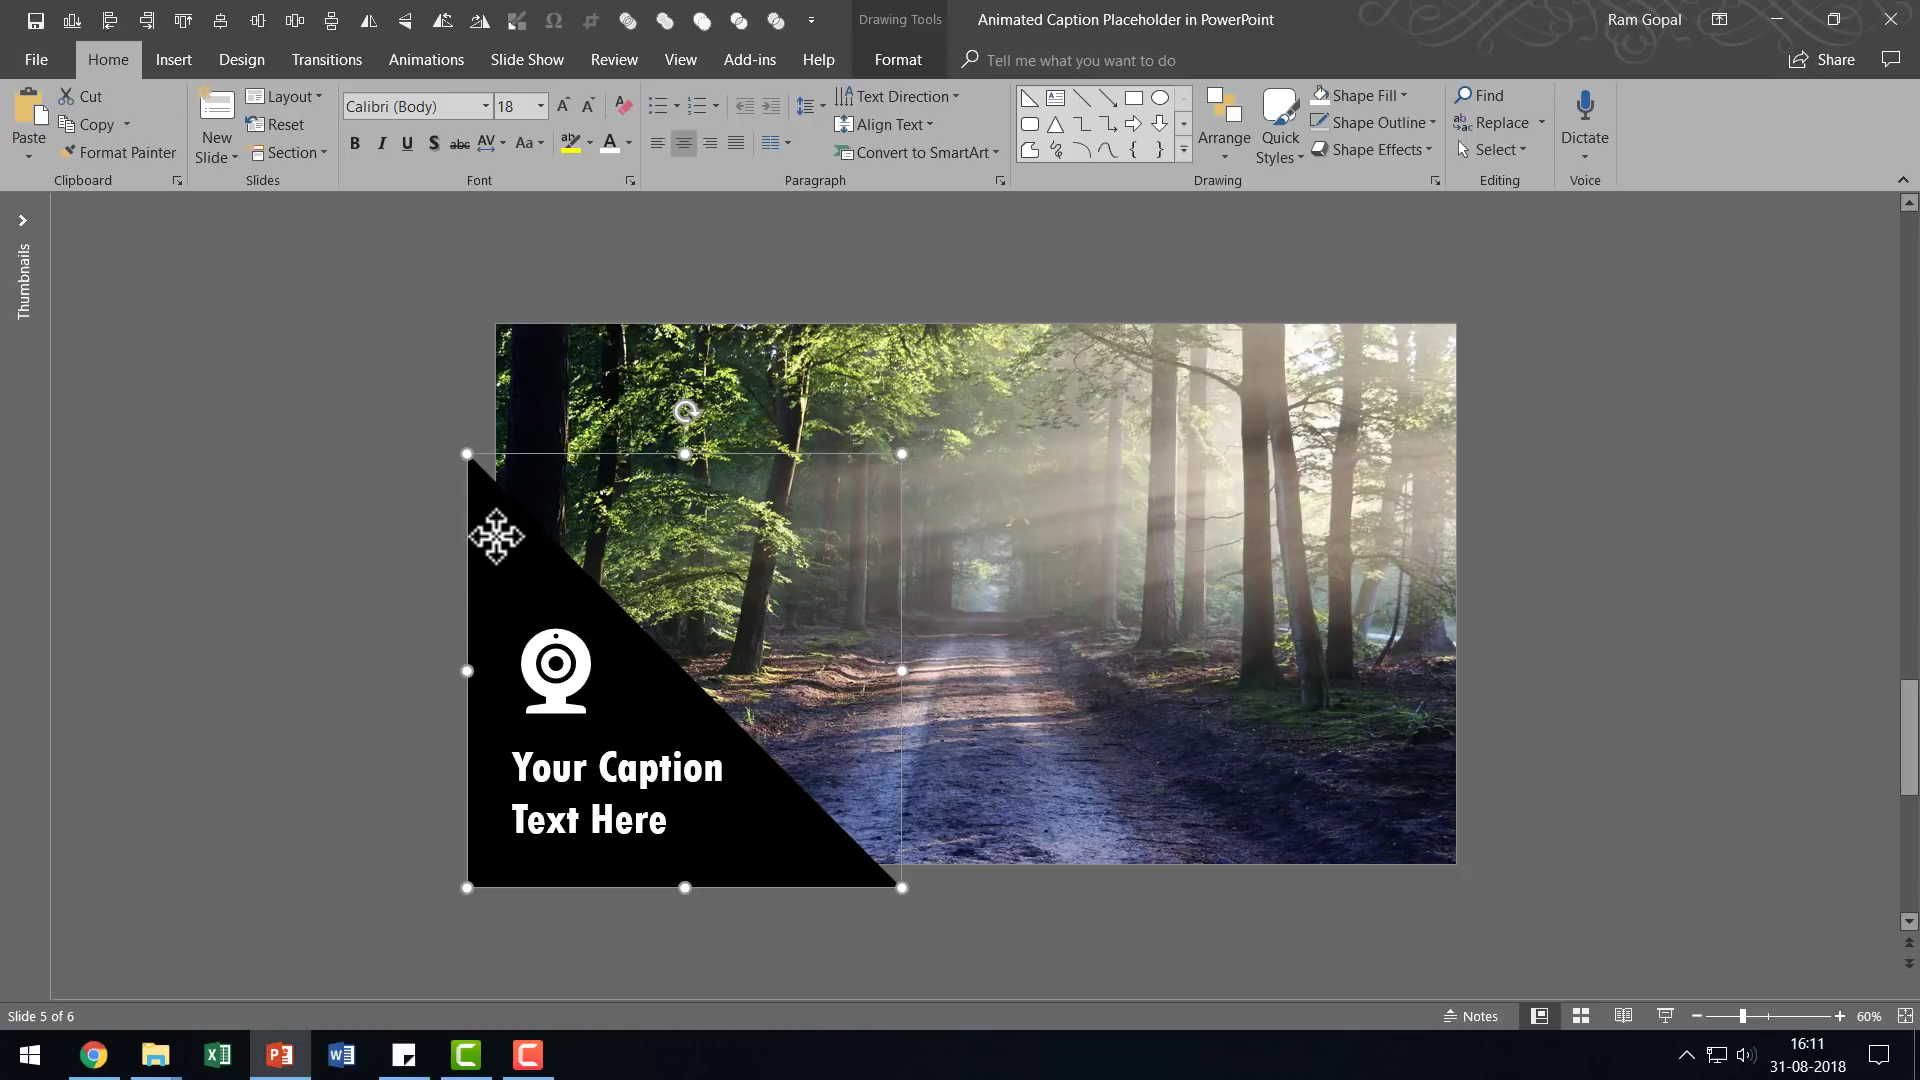 Drawing Tools
Animated Caption Placeholder in PowerPoint
Ram Gopal
File
Home
Insert
Design
Transitions
Animations
Slide Show
Review
View
Add-ins
Help
Format
Tell me what you want to do
Share
Paste
Cut
Copy
Format Painter
Clipboard
New
Slide
Layout
Reset
Section
Slides
Calibri (Body)
18
B
I
U
S
abc
AV
Aa
A
Font
Text Direction
Align Text
Convert to SmartArt
Paragraph
Arrange
Quick
Styles
Shape Fill
Shape Outline
Shape Effects
Drawing
Find
Replace
Select
Editing
Dictate
Voice
Thumbnails
Your Caption
Text Here
Slide 5 of 6
Notes
60%
16:11
31-08-2018